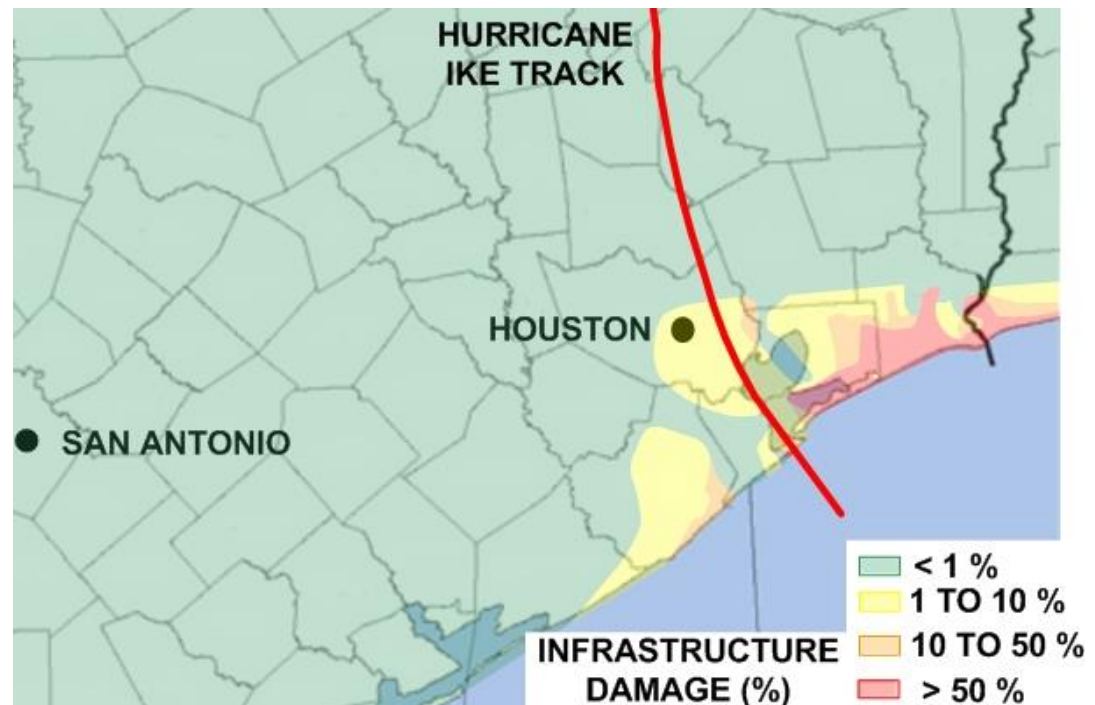 HURRICANE
IKE TRACK
HOUSTON
SAN ANTONIO
< 1 %
1 TO 10 %
INFRASTRUCTURE
DAMAGE (%)
10 TO 50 %
> 50 %